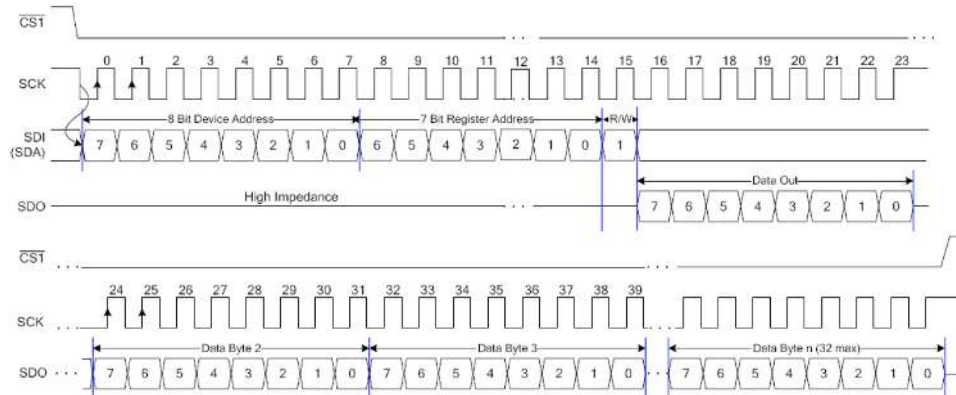 CS1
0 1 2 3 4 5 6 7 8 9 10 11 12 13 14 15 16 17 18 19 20 21 22 23
SCK
8 Bit Device Address 7 Bit Register Address R/W
SDI
(SDA)
7 6 5 4 3 2 1 0 6 5 4 3 2 1 0 1
Data Out
High Impedance
SDO
7 6 5 4 3 2 1 0
CS1
24 25 26 27 28 29 30 31 32 33 34 35 36 37 38 39
SCK
Data Byte 2 Data Byte 3 Data Byte n (32 max)
SDO
7 6 5 4 3 2 1 0 7 6 5 4 3 2 1 0 7 6 5 4 3 2 1 0